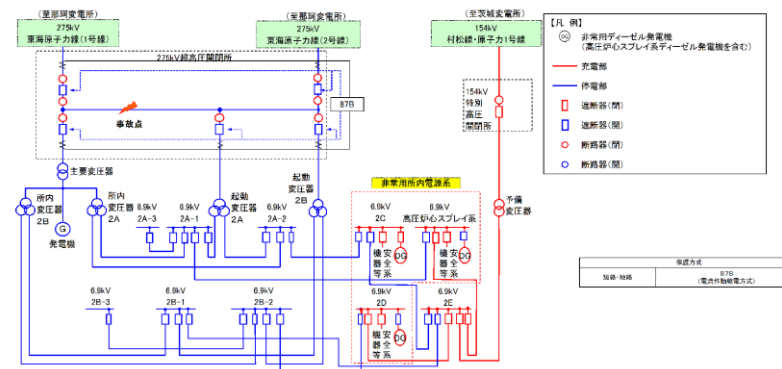 (至那珂変電所)
275kV
東海原子力線(1号線)
(至那珂変電所)
275kV
東海原子力線(2号線)
(至茨城変電所)
154kV
村松線・原子力1号線
275kV超高圧開閉所
87B
事故点
154kV
特別
高圧
開閉所
主要変圧器
所内
変圧器
2B
G
発電機
所内
変圧器
2A
起動
変圧器
2A
起動
変圧器
2B
予備
変圧器
6.9kV
2A-3
6.9kV
2A-1
6.9kV
2A-2
非常用所内電源系
6.9kV
2C
6.9kV
高圧炉心スプレイ系
安全系
機器等
DG
DG
6.9kV
2B-3
6.9kV
2B-1
6.9kV
2B-2
6.9kV
2D
6.9kV
2E
安全系
機器等
DG
【凡 例】
DG 非常用ディーゼル発電機
(高圧炉心スプレイ系ディーゼル発電機を含む)
充電部
停電部
遮断器(閉)
遮断器(開)
断路器(閉)
断路器(開)
保護方式
短絡・地絡
87B
(電流作動継電方式)